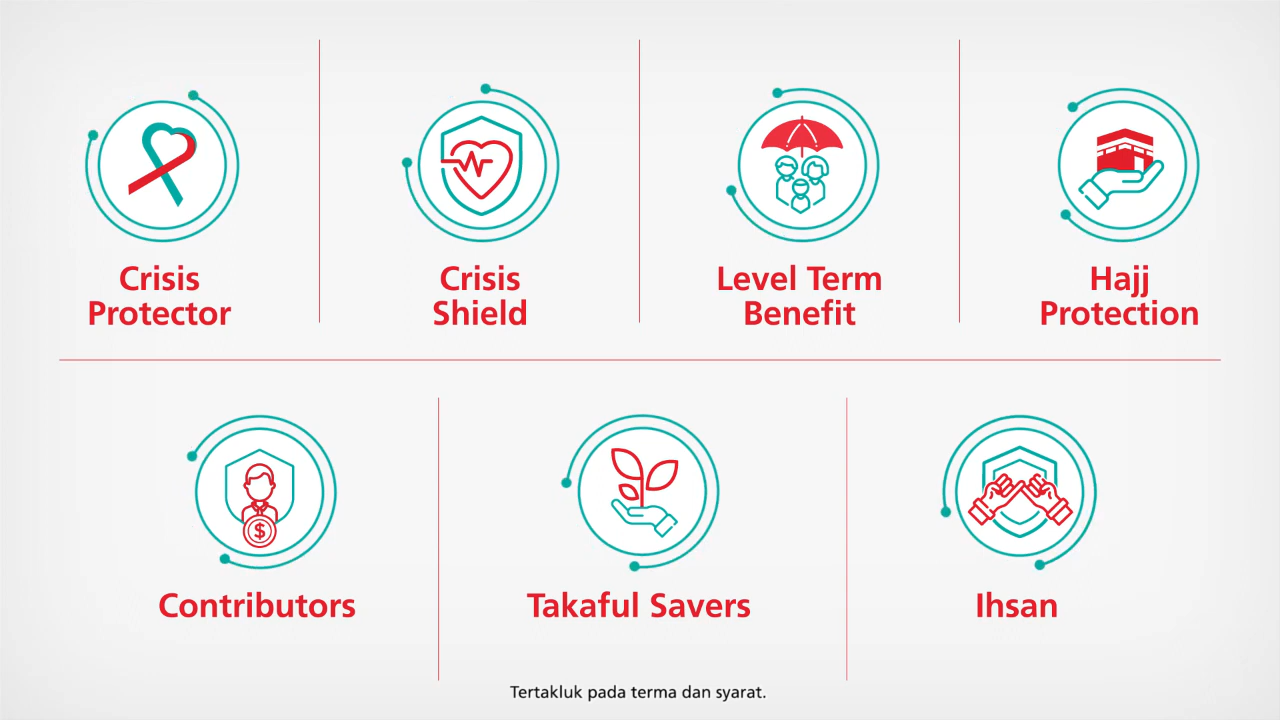 Crisis
Protector
Crisis
Shield
Level Term
Benefit
Hajj
Protection
$
Contributors
Takaful Savers
Ihsan
Tertakluk pada terma dan syarat.